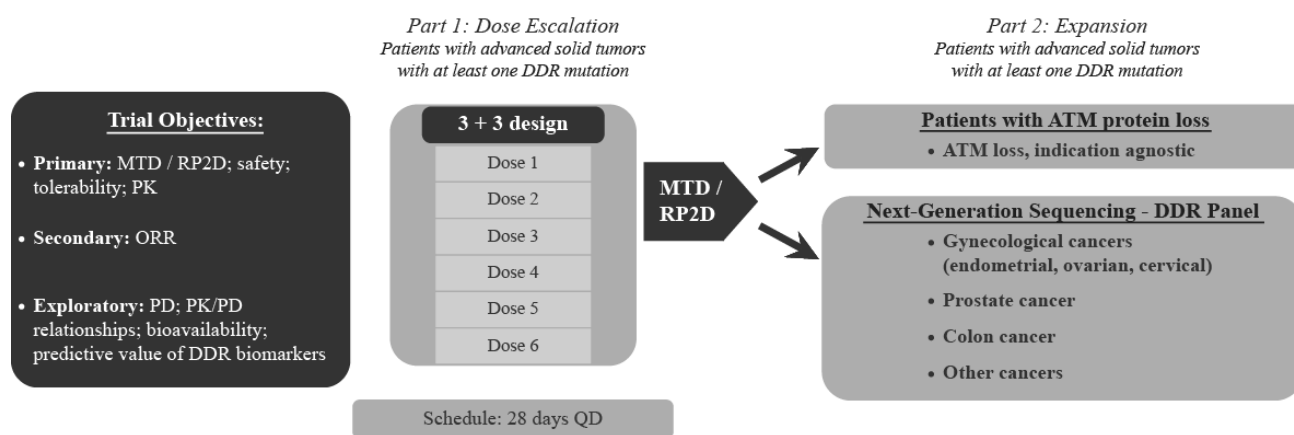 Part 1: Dose Escalation
Patients with advanced solid tumors
with at least one DDR mutation
Part 2: Expansion
Patients with advanced solid tumors
with at least one DDR mutation
Trial Objectives:
• Primary: MTD / RP2D; safety;
tolerability; PK
• Secondary: ORR
• Exploratory: PD; PK/PD
relationships; bioavailability;
predictive value of DDR biomarkers
3 + 3 design
Dose 1
Dose 2
Dose 3
Dose 4
Dose 5
Dose 6
Schedule: 28 days QD
MTD /
RP2D
Patients with ATM protein loss
• ATM loss, indication agnostic
Next-Generation Sequencing - DDR Panel
• Gynecological cancers
(endometrial, ovarian, cervical)
• Prostate cancer
• Colon cancer
• Other cancers